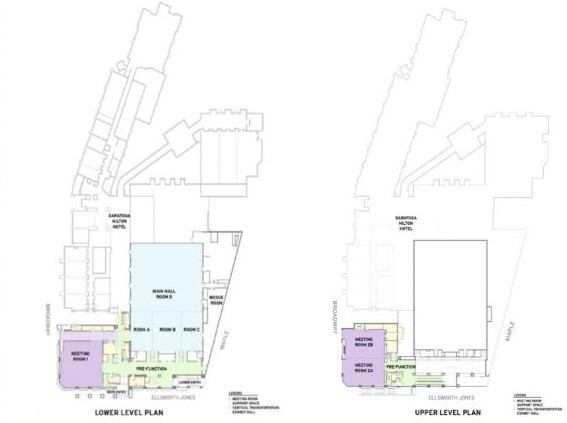 SARATOGA
HILTON
HOTEL
MAIN HALL
ROOM D
WEDGE
ROOM
ROOM A
ROOM B
ROOM C
BROADWAY
MAPLE
MEETING
ROOM 1
PRE-FUNCTION
LOWER ENTRY
MAIN ENTRY
ELLSWORTH JONES
LOWER LEVEL PLAN
LEGEND
MEETING ROOM
SUPPORT SPACE
VERTICAL TRANSPORTATION
EXHIBIT HALL
SARATOGA
HILTON
HOTEL
BROADWAY
MAPLE
MEETING
ROOM 2B
MEETING
ROOM 2A
PRE-FUNCTION
ELLSWORTH JONES
UPPER LEVEL PLAN
LEGEND
MEETING ROOM
SUPPORT SPACE
VERTICAL TRANSPORTATION
EXHIBIT HALL